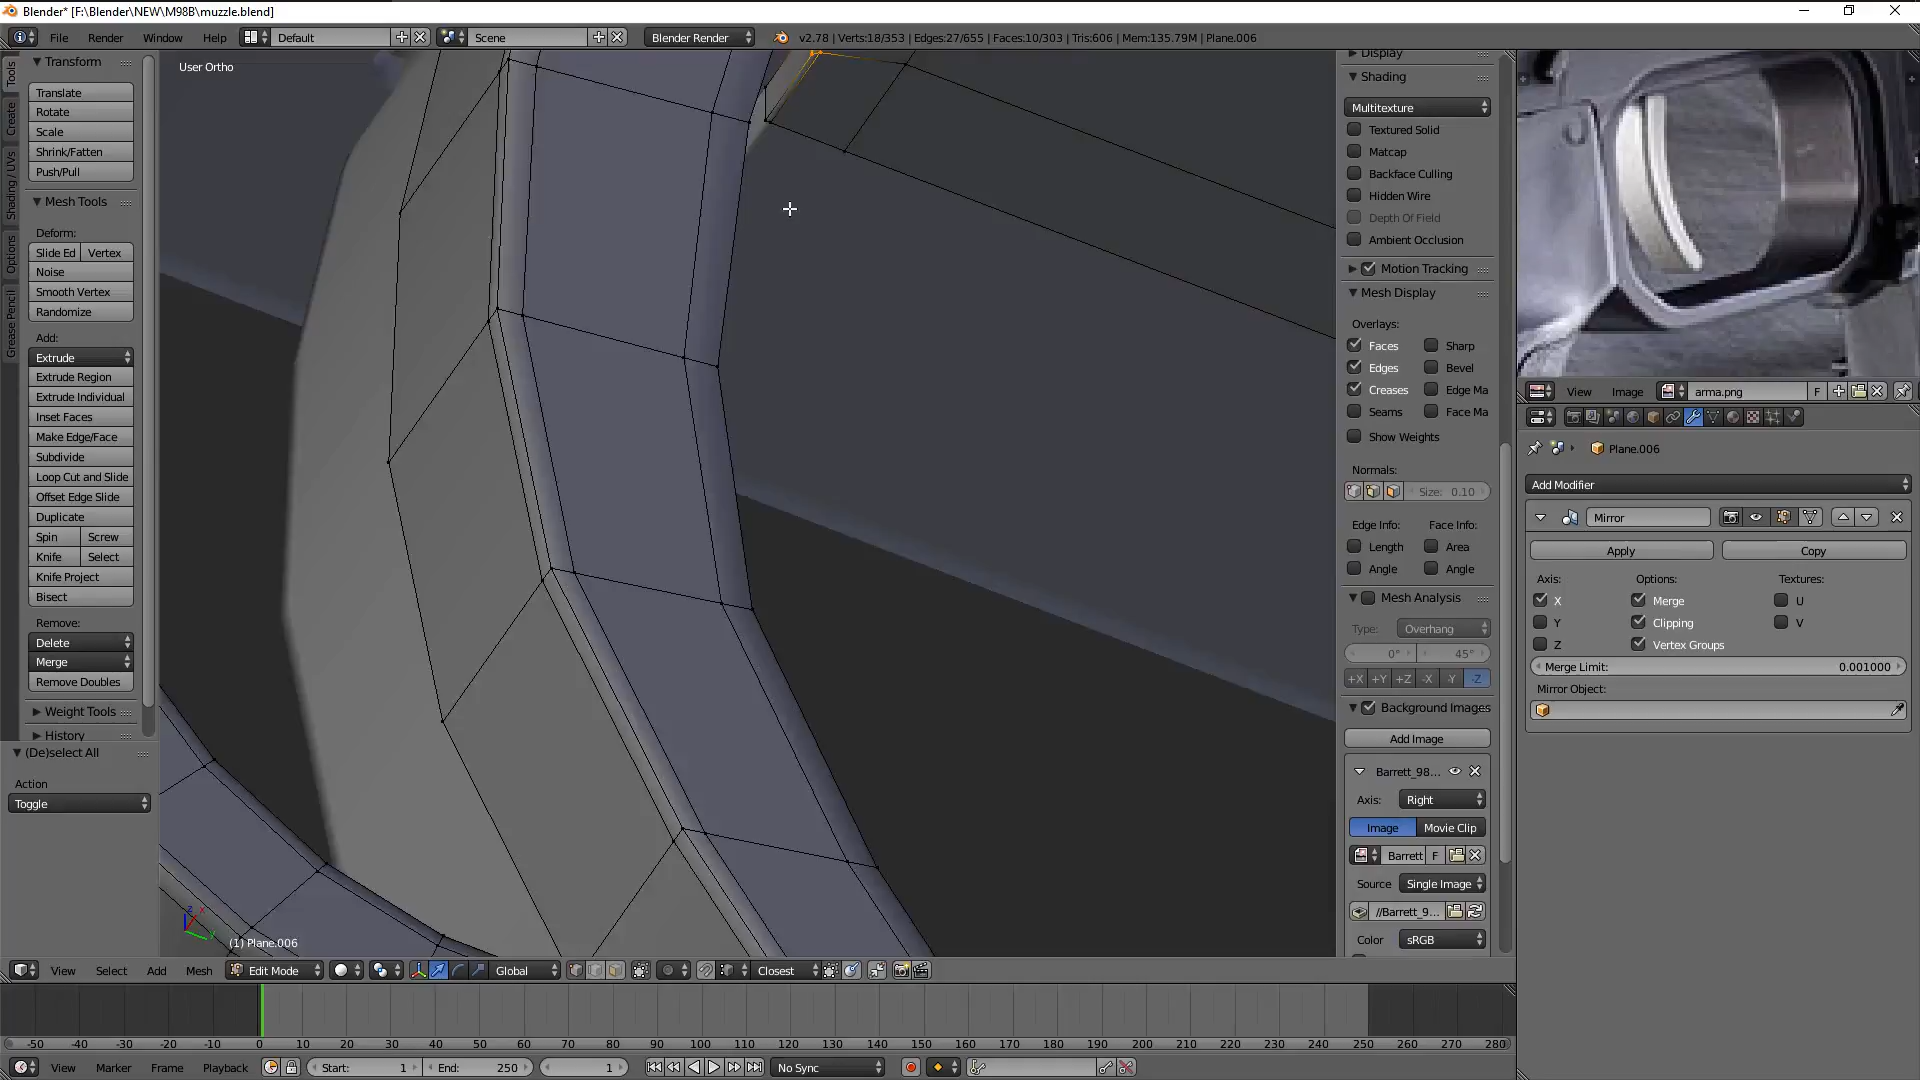 Blender* [F:\Blender\NEW\M98B\muzzle.blend]
File Render Window Help Default Scene Blender Render v2.78 | Verts:18/353 | Edges:27/655 | Faces:10/303 | Tris:606 | Mem:135.79M | Plane.006
User Ortho
Tools
Create
Shading / UVs
Options
Grease Pencil
Transform
Translate
Rotate
Scale
Shrink/Fatten
Push/Pull
Mesh Tools
Deform:
Slide Ed Vertex
Noise
Smooth Vertex
Randomize
Add:
Extrude
Extrude Region
Extrude Individual
Inset Faces
Make Edge/Face
Subdivide
Loop Cut and Slide
Offset Edge Slide
Duplicate
Spin Screw
Knife Select
Knife Project
Bisect
Remove:
Delete
Merge
Remove Doubles
Weight Tools
History
(De)select All
Action
Toggle
(1) Plane.006
Display
Shading
Multitexture
Textured Solid
Matcap
Backface Culling
Hidden Wire
Depth Of Field
Ambient Occlusion
Motion Tracking
Mesh Display
Overlays:
Faces Sharp
Edges Bevel
Creases Edge Ma
Seams Face Ma
Show Weights
Normals:
Size: 0.10
Edge Info: Face Info:
Length Area
Angle Angle
Mesh Analysis
Type: Overhang
0° 45°
+X +Y +Z -X -Y -Z
Background Images
Add Image
Barrett_98...
Axis: Right
Image Movie Clip
Barrett F
Source Single Image
//Barrett_9...
Color sRGB
View Image arma.png F
Plane.006
Add Modifier
Mirror
Apply Copy
Axis: Options: Textures:
X Merge U
Y Clipping V
Z Vertex Groups
Merge Limit: 0.001000
Mirror Object:
View Select Add Mesh Edit Mode Global Closest
-50 -40 -30 -20 -10 0 10 20 30 40 50 60 70 80 90 100 110 120 130 140 150 160 170 180 190 200 210 220 230 240 250 260 270 280
View Marker Frame Playback Start: 1 End: 250 1 No Sync